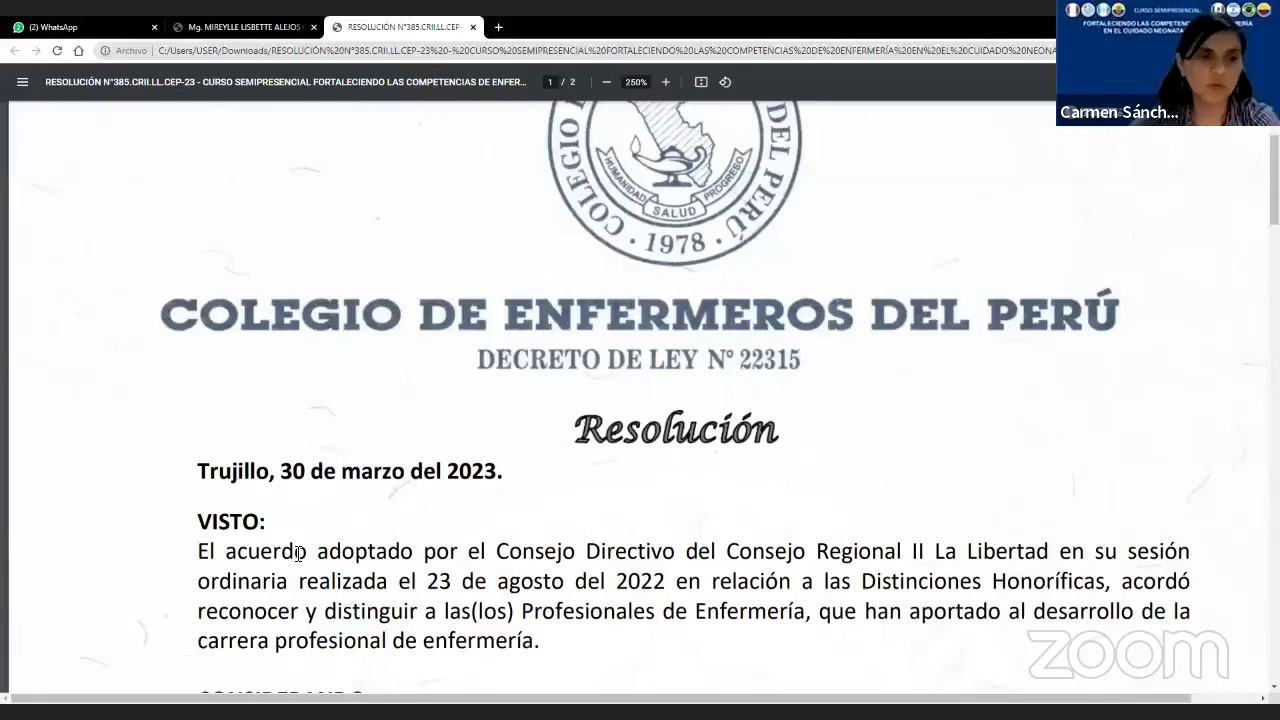 (2) WhatsApp
Mg. MIREYLLE LISBETTE ALEJOS
RESOLUCIÓN N°385.CRII.LL.CEP-
Archivo
C:/Users/USER/Downloads/RESOLUCIÓN%20N°385.CRII.LL.CEP-23%20-%20CURSO%20SEMIPRESENCIAL%20FORTALECIENDO%20LAS%20COMPETENCIAS%20DE%20ENFERMERÍA%20EN%20EL%20CUIDADO%20NEONA
RESOLUCIÓN N°385.CRII.LL.CEP-23 - CURSO SEMIPRESENCIAL FORTALECIENDO LAS COMPETENCIAS DE ENFER...
1 / 2
250%
CURSO SEMIPRESENCIAL:
EN EL CUIDADO NEONATA
Carmen Sánch...
COLEGIO
DEL PERÚ
HUMANIDAD
SALUD
PROGRESO
· 1978 ·
COLEGIO DE ENFERMEROS DEL PERÚ
DECRETO DE LEY N° 22315
Resolución
Trujillo, 30 de marzo del 2023.
VISTO:
El acuerdo adoptado por el Consejo Directivo del Consejo Regional II La Libertad en su sesión
ordinaria realizada el 23 de agosto del 2022 en relación a las Distinciones Honoríficas, acordó
reconocer y distinguir a las(los) Profesionales de Enfermería, que han aportado al desarrollo de la
carrera profesional de enfermería.
zoom